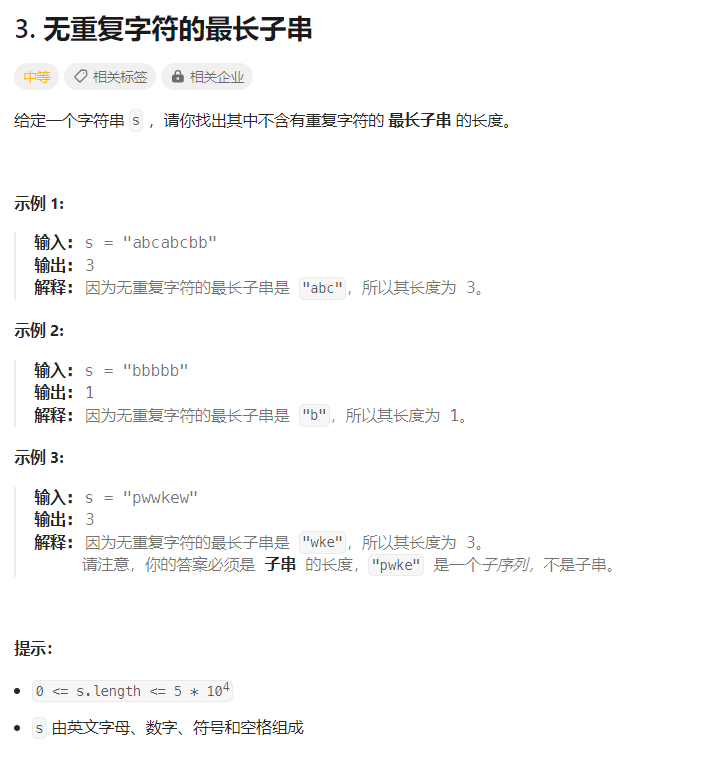 3. 无重复字符的最长子串
中等 相关标签 相关企业
给定一个字符串 s ，请你找出其中不含有重复字符的 最长子串 的长度。
示例 1:
输入: s = "abcabcbb"
输出: 3
解释: 因为无重复字符的最长子串是 "abc"，所以其长度为 3。
示例 2:
输入: s = "bbbbb"
输出: 1
解释: 因为无重复字符的最长子串是 "b"，所以其长度为 1。
示例 3:
输入: s = "pwwkew"
输出: 3
解释: 因为无重复字符的最长子串是 "wke"，所以其长度为 3。
请注意，你的答案必须是 子串 的长度，"pwke" 是一个子序列，不是子串。
提示：
• 0 <= s.length <= 5 * 10⁴
• s 由英文字母、数字、符号和空格组成